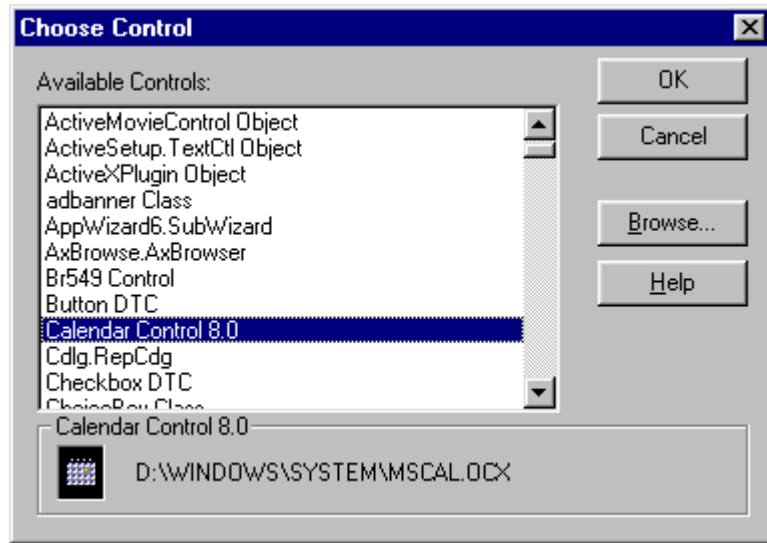 Choose Control
Available Controls:
OK
Cancel
Browse...
Help
ActiveMovieControl Object
ActiveSetup.TextCtl Object
ActiveXPlugin Object
adbanner Class
AppWizard6.SubWizard
AxBrowse.AxBrowser
Br549 Control
Button DTC
Calendar Control 8.0
Cdlg.RepCdg
Checkbox DTC
ChoiceBox Class
Calendar Control 8.0
D:\WINDOWS\SYSTEM\MSCAL.OCX